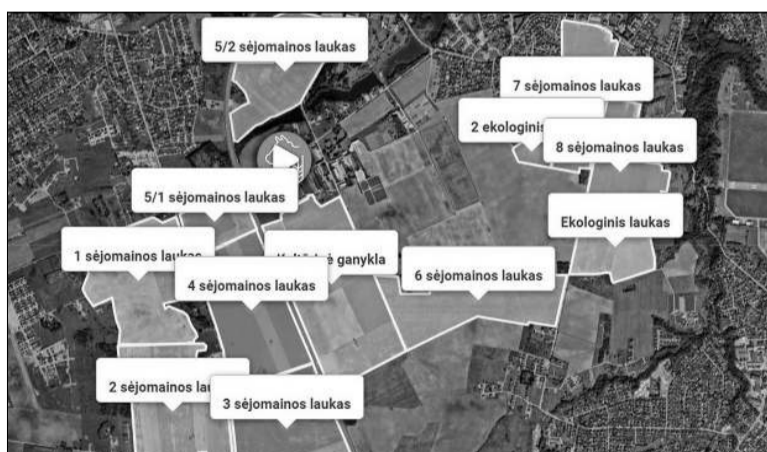 5/2 sėjomainos laukas
7 sėjomainos laukas
2 ekologinis
8 sėjomainos laukas
5/1 sėjomainos laukas
Ekologinis laukas
1 sėjomainos laukas
ganykla
6 sėjomainos laukas
4 sėjomainos laukas
2 sėjomainos
3 sėjomainos laukas